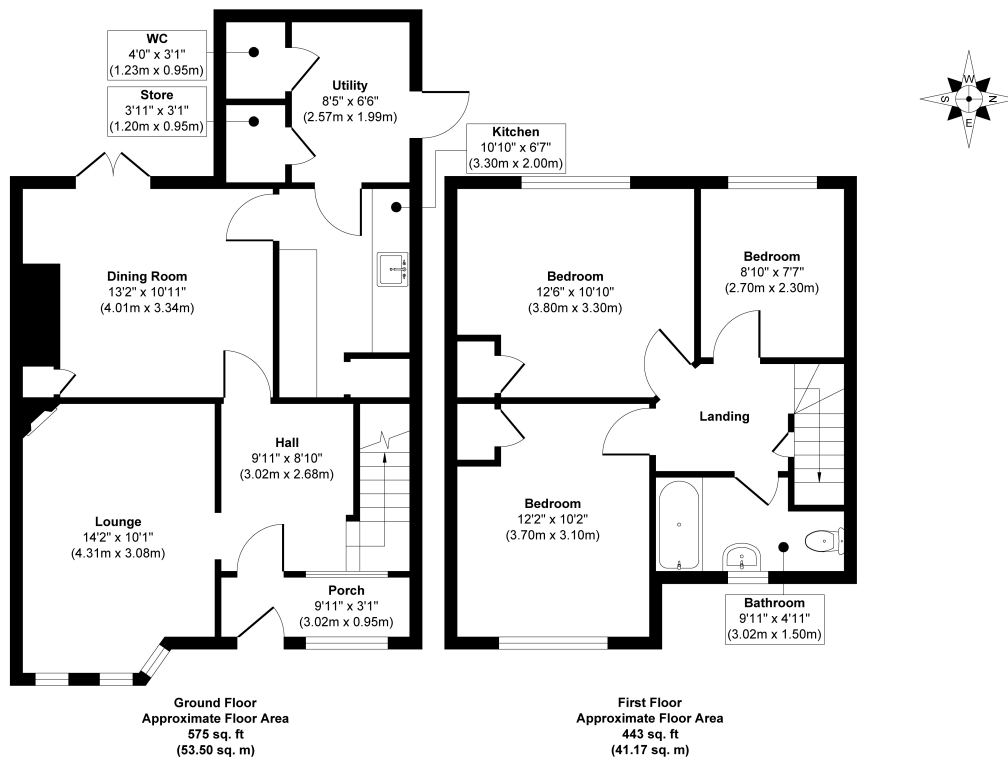 WC
4'0" x 3'1"
(1.23m x 0.95m)
Store
3'11" x 3'1"
(1.20m x 0.95m)
Utility
8'5" x 6'6"
(2.57m x 1.99m)
Kitchen
10'10" x 6'7"
(3.30m x 2.00m)
W
S
N
E
Dining Room
13'2" x 10'11"
(4.01m x 3.34m)
Bedroom
12'6" x 10'10"
(3.80m x 3.30m)
Bedroom
8'10" x 7'7"
(2.70m x 2.30m)
Landing
Hall
9'11" x 8'10"
(3.02m x 2.68m)
Lounge
14'2" x 10'1"
(4.31m x 3.08m)
Bedroom
12'2" x 10'2"
(3.70m x 3.10m)
Porch
9'11" x 3'1"
(3.02m x 0.95m)
Bathroom
9'11" x 4'11"
(3.02m x 1.50m)
Ground Floor
Approximate Floor Area
575 sq. ft
(53.50 sq. m)
First Floor
Approximate Floor Area
443 sq. ft
(41.17 sq. m)